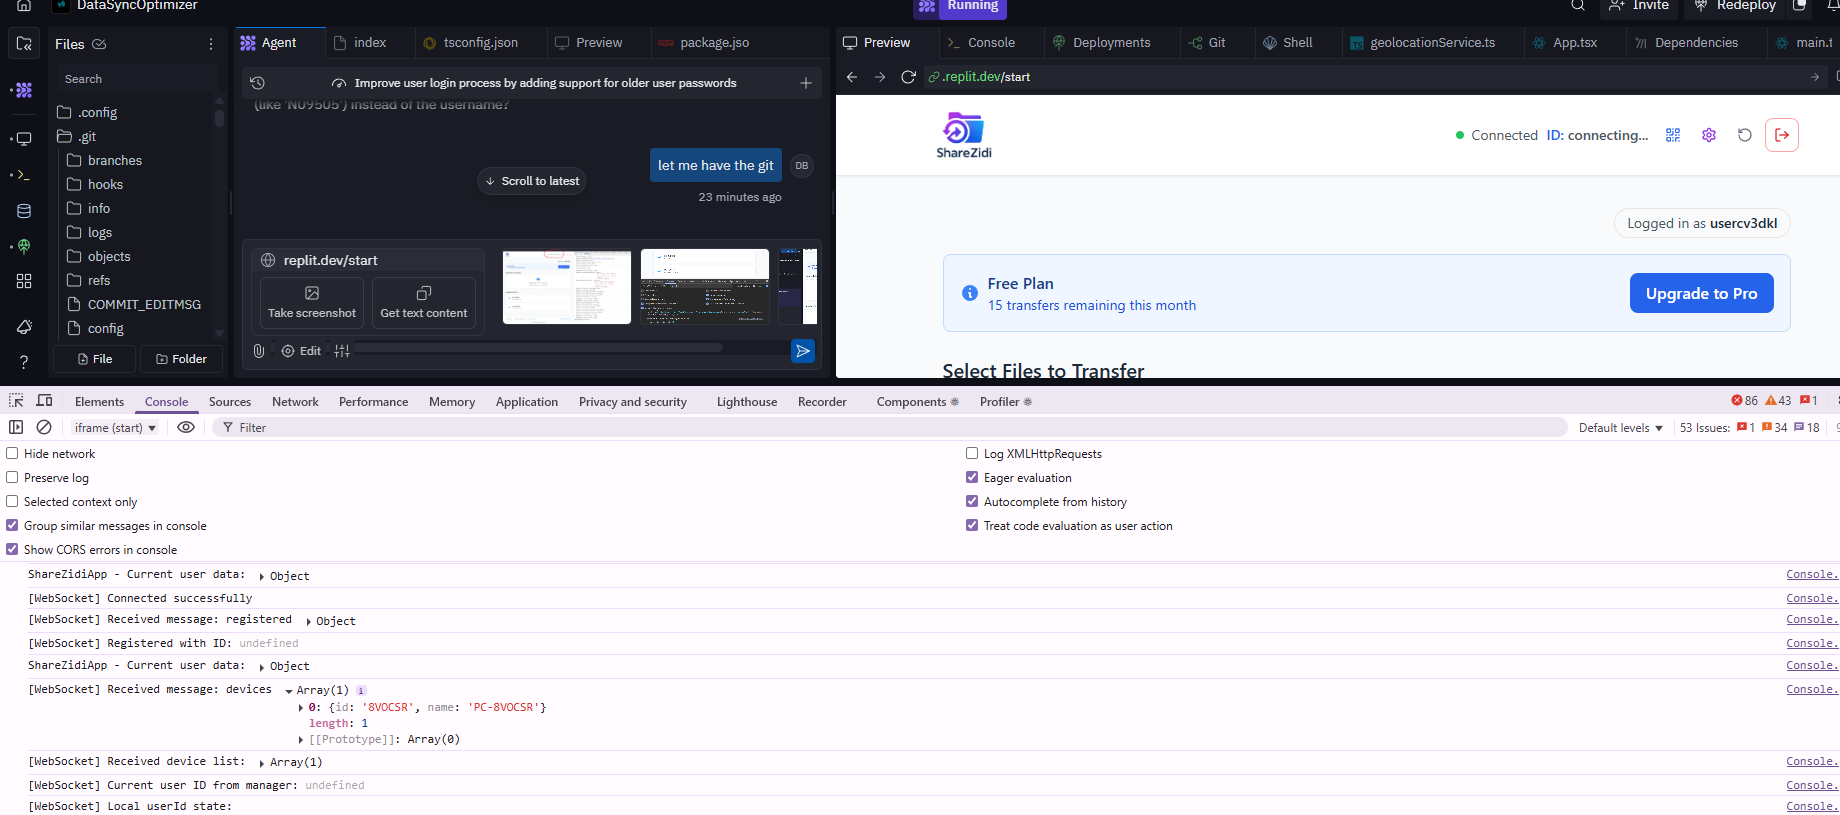 DataSyncOptimizer
Running
Invite
Redeploy
Files
Agent
index
tsconfig.json
Preview
package.jso
Preview
Console
Deployments
Git
Shell
geolocationService.ts
App.tsx
Dependencies
main.t
Search
Improve user login process by adding support for older user passwords
.replit.dev/start
.config
.git
branches
hooks
info
logs
objects
refs
COMMIT_EDITMSG
config
File
Folder
(like 'N09505') instead of the username?
let me have the git
DB
Scroll to latest
23 minutes ago
replit.dev/start
Take screenshot
Get text content
Edit
ShareZidi
Connected
ID: connecting...
Logged in as usercv3dkl
Free Plan
15 transfers remaining this month
Upgrade to Pro
Select Files to Transfer
Elements
Console
Sources
Network
Performance
Memory
Application
Privacy and security
Lighthouse
Recorder
Components
Profiler
86
43
1
iframe (start)
Filter
Default levels
53 Issues:
1
34
18
Hide network
Log XMLHttpRequests
Preserve log
Eager evaluation
Selected context only
Autocomplete from history
Group similar messages in console
Treat code evaluation as user action
Show CORS errors in console
ShareZidiApp - Current user data: Object
Console.
[WebSocket] Connected successfully
Console.
[WebSocket] Received message: registered Object
Console.
[WebSocket] Registered with ID: undefined
Console.
ShareZidiApp - Current user data: Object
Console.
[WebSocket] Received message: devices Array(1) i
Console.
0: {id: '8VOCSR', name: 'PC-8VOCSR'}
length: 1
[[Prototype]]: Array(0)
[WebSocket] Received device list: Array(1)
Console.
[WebSocket] Current user ID from manager: undefined
Console.
[WebSocket] Local userId state:
Console.